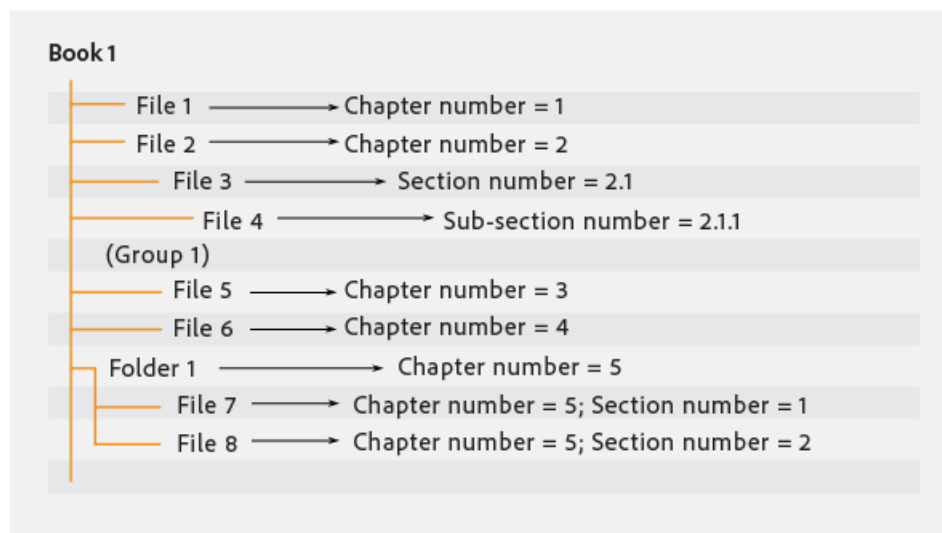 Book 1
File 1 Chapter number = 1
File 2 Chapter number = 2
File 3 Section number = 2.1
File 4 Sub-section number = 2.1.1
(Group 1)
File 5 Chapter number = 3
File 6 Chapter number = 4
Folder 1 Chapter number = 5
File 7 Chapter number = 5; Section number = 1
File 8 Chapter number = 5; Section number = 2